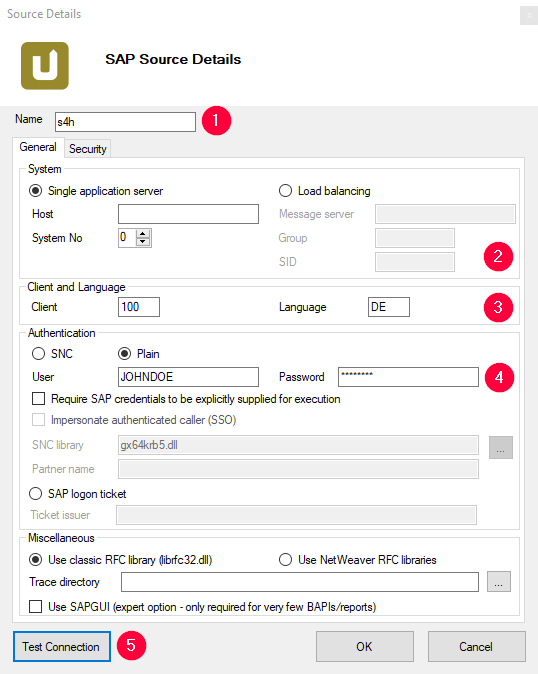 Source Details
x
SAP Source Details
Name s4h 1
General Security
System
Single application server Load balancing
Host Message server
System No 0 Group
SID 2
Client and Language
Client 100 Language DE 3
Authentication
SNC Plain
User JOHNDOE Password ******** 4
Require SAP credentials to be explicitly supplied for execution
Impersonate authenticated caller (SSO)
SNC library gx64krb5.dll ...
Partner name
SAP logon ticket
Ticket issuer
Miscellaneous
Use classic RFC library (librfc32.dll) Use NetWeaver RFC libraries
Trace directory ...
Use SAPGUI (expert option - only required for very few BAPIs/reports)
Test Connection 5 OK Cancel